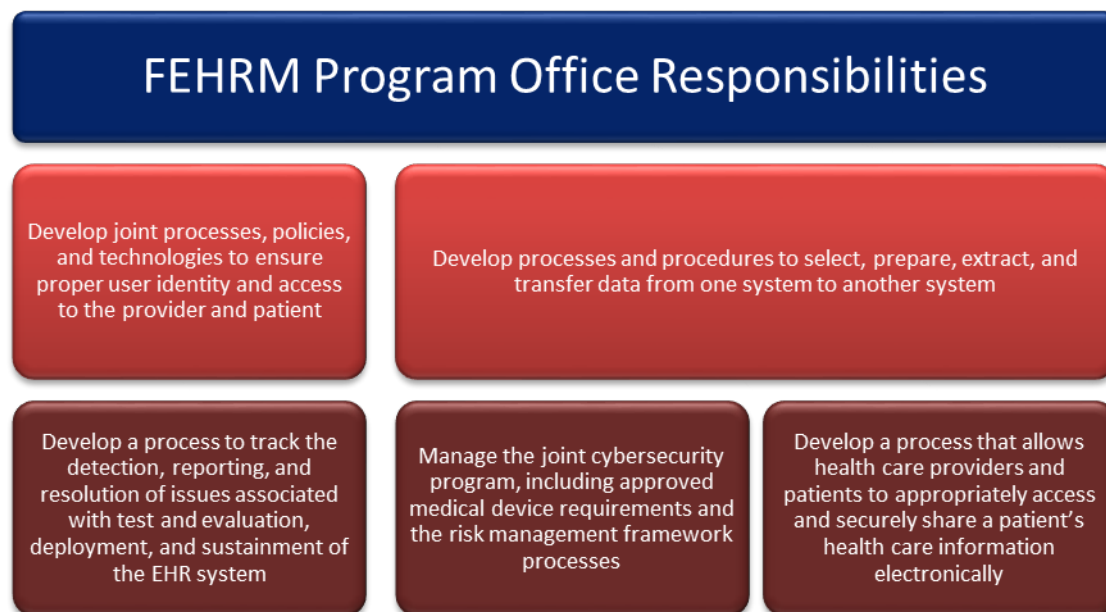 FEHRM Program Office Responsibilities
Develop joint processes, policies,
and technologies to ensure
proper user identity and access
to the provider and patient
Develop processes and procedures to select, prepare, extract, and
transfer data from one system to another system
Develop a process to track the
detection, reporting, and
resolution of issues associated
with test and evaluation,
deployment, and sustainment of
the EHR system
Manage the joint cybersecurity
program, including approved
medical device requirements and
the risk management framework
processes
Develop a process that allows
health care providers and
patients to appropriately access
and securely share a patient’s
health care information
electronically